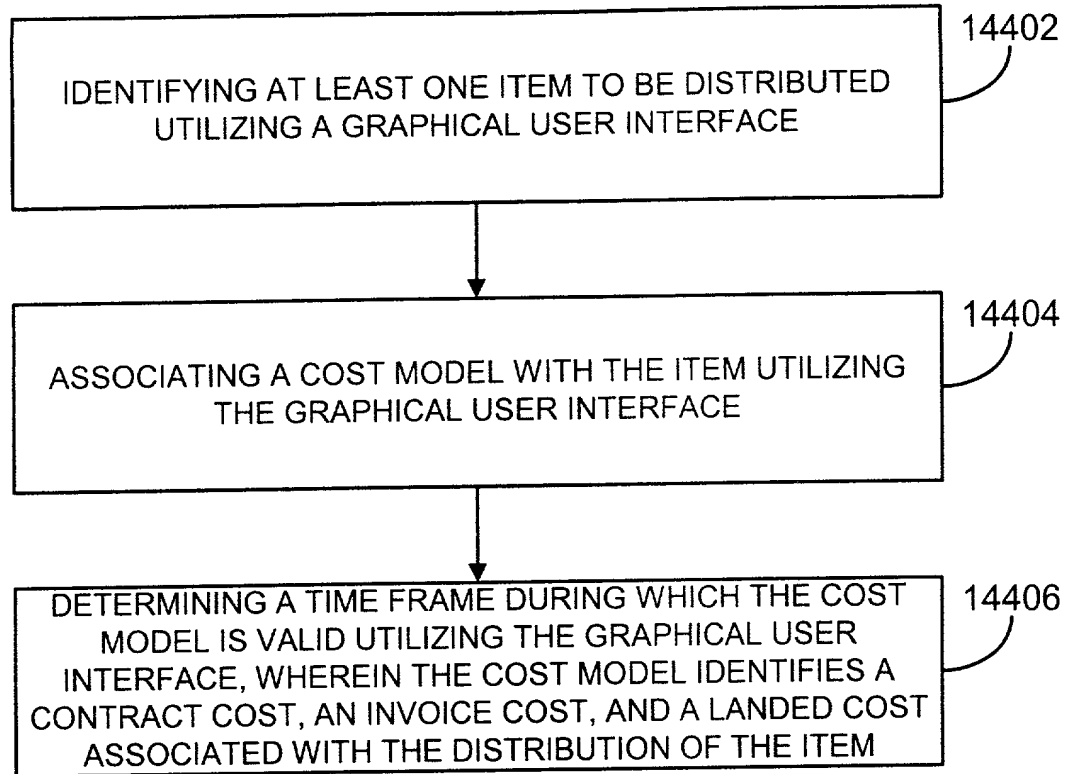 14402
IDENTIFYING AT LEAST ONE ITEM TO BE DISTRIBUTED
UTILIZING A GRAPHICAL USER INTERFACE
14404
ASSOCIATING A COST MODEL WITH THE ITEM UTILIZING
THE GRAPHICAL USER INTERFACE
14406
DETERMINING A TIME FRAME DURING WHICH THE COST
MODEL IS VALID UTILIZING THE GRAPHICAL USER
INTERFACE, WHEREIN THE COST MODEL IDENTIFIES A
CONTRACT COST, AN INVOICE COST, AND A LANDED COST
ASSOCIATED WITH THE DISTRIBUTION OF THE ITEM